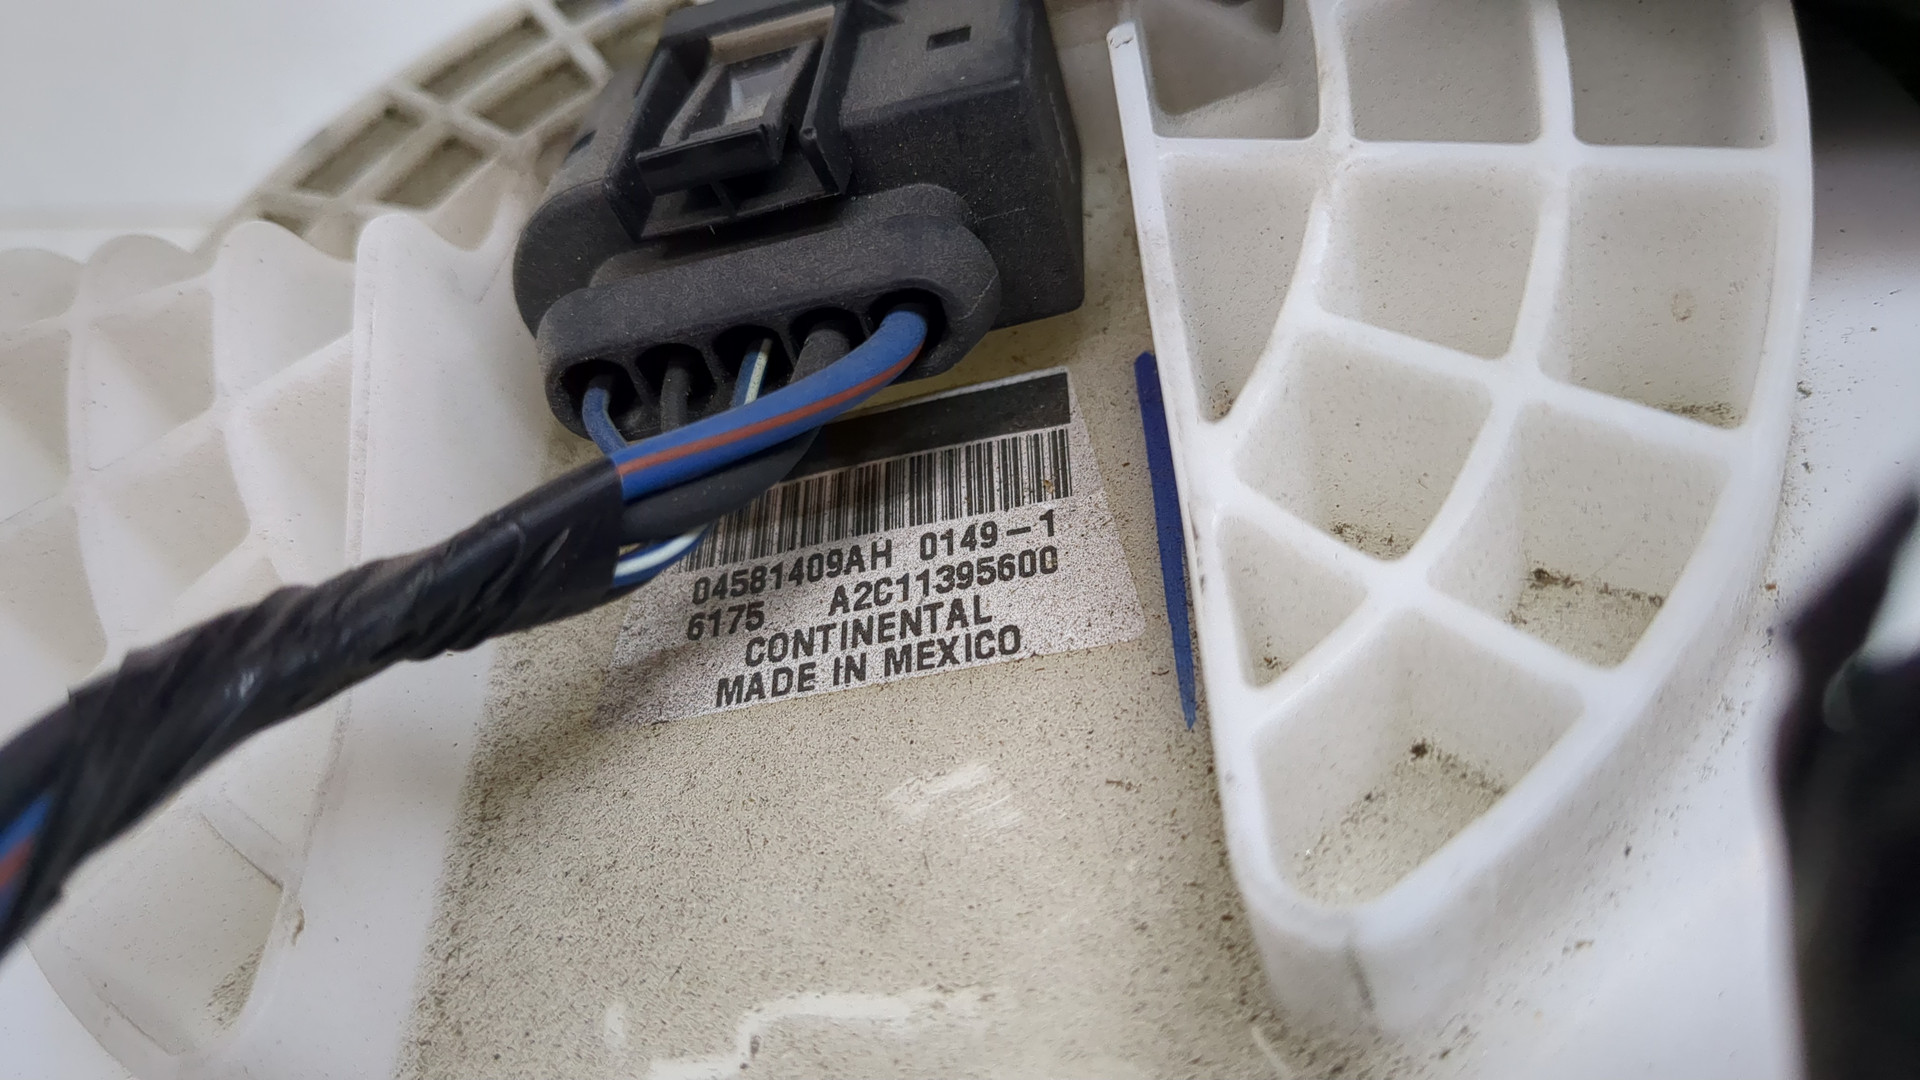 04581409AH 0149-1
6175 A2C11395600
CONTINENTAL
MADE IN MEXICO